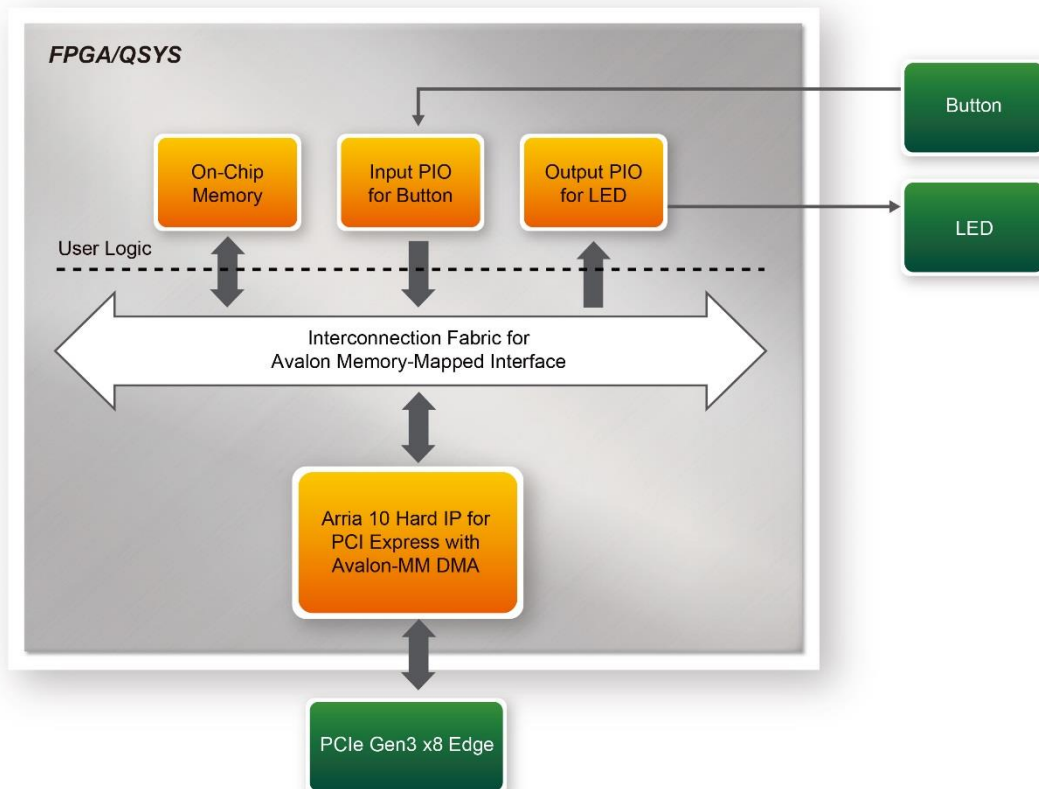 FPGA/QSYS
Button
On-Chip
Memory
Input PIO
for Button
Output PIO
for LED
LED
User Logic
Interconnection Fabric for
Avalon Memory-Mapped Interface
Arria 10 Hard IP for
PCI Express with
Avalon-MM DMA
PCIe Gen3 x8 Edge